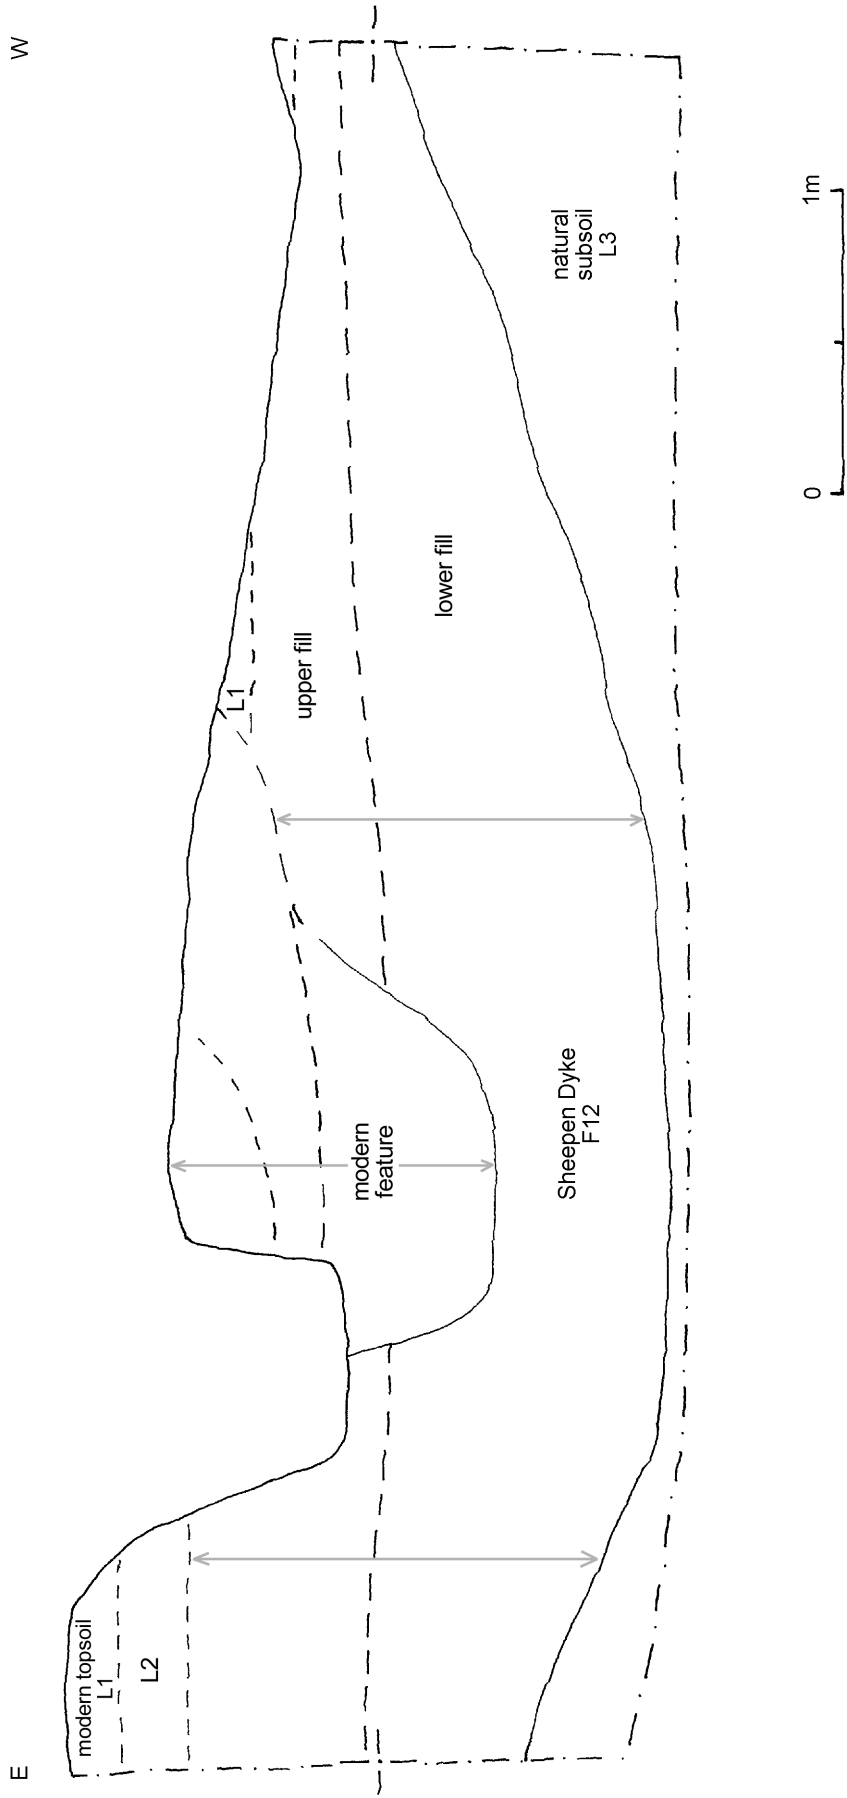 E
W
modern topsoil
L1
L2
modern
feature
L1
upper fill
lower fill
Sheepen Dyke
F12
natural
subsoil
L3
0
1m